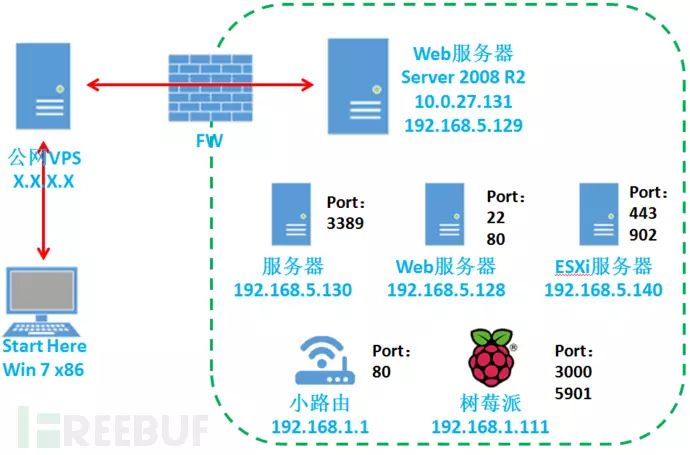 Web服务器
Server 2008 R2
10.0.27.131
192.168.5.129
FW
公网VPS
X.X.X.X
Start Here
Win 7 x86
Port：
3389
服务器
192.168.5.130
Port：
22
80
Web服务器
192.168.5.128
Port：
443
902
ESXi服务器
192.168.5.140
Port：
80
小路由
192.168.1.1
Port：
3000
5901
树莓派
192.168.1.111
FREEBUF